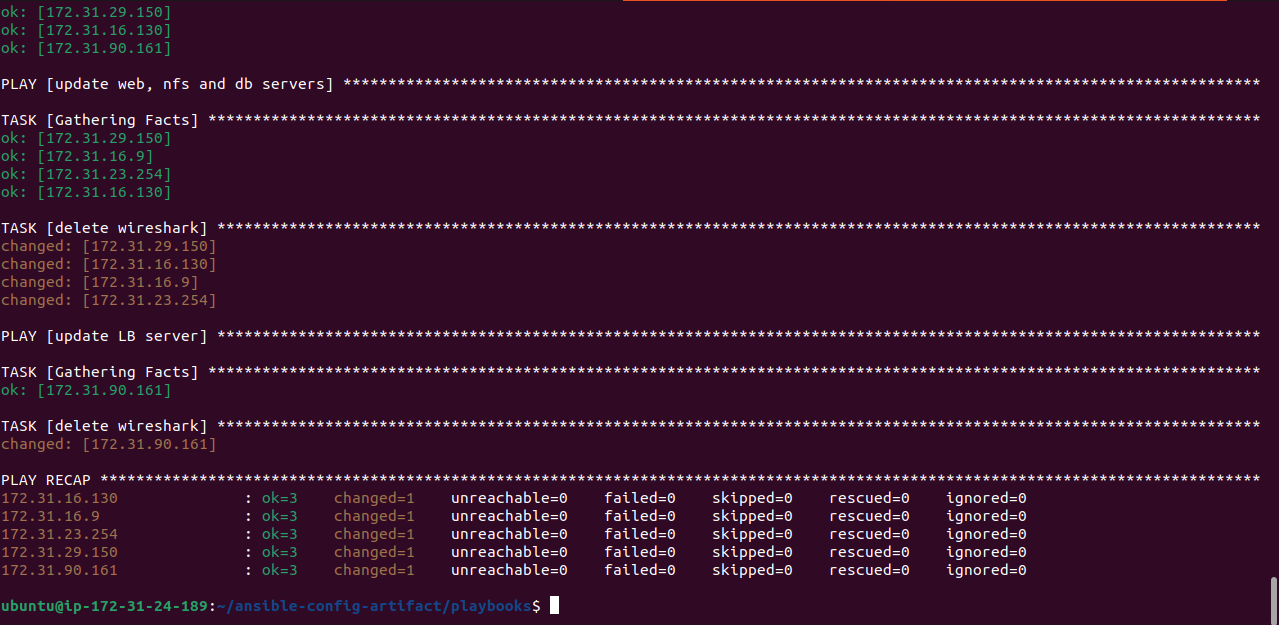 ok: [172.31.29.150]
ok: [172.31.16.130]
ok: [172.31.90.161]
PLAY [update web, nfs and db servers] ******************************************************************************************************
TASK [Gathering Facts] *********************************************************************************************************************
ok: [172.31.29.150]
ok: [172.31.16.9]
ok: [172.31.23.254]
ok: [172.31.16.130]
TASK [delete wireshark] ********************************************************************************************************************
changed: [172.31.29.150]
changed: [172.31.16.130]
changed: [172.31.16.9]
changed: [172.31.23.254]
PLAY [update LB server] ********************************************************************************************************************
TASK [Gathering Facts] *********************************************************************************************************************
ok: [172.31.90.161]
TASK [delete wireshark] ********************************************************************************************************************
changed: [172.31.90.161]
PLAY RECAP *********************************************************************************************************************************
172.31.16.130              : ok=3    changed=1    unreachable=0    failed=0    skipped=0    rescued=0    ignored=0
172.31.16.9                : ok=3    changed=1    unreachable=0    failed=0    skipped=0    rescued=0    ignored=0
172.31.23.254              : ok=3    changed=1    unreachable=0    failed=0    skipped=0    rescued=0    ignored=0
172.31.29.150              : ok=3    changed=1    unreachable=0    failed=0    skipped=0    rescued=0    ignored=0
172.31.90.161              : ok=3    changed=1    unreachable=0    failed=0    skipped=0    rescued=0    ignored=0
ubuntu@ip-172-31-24-189:~/ansible-config-artifact/playbooks$